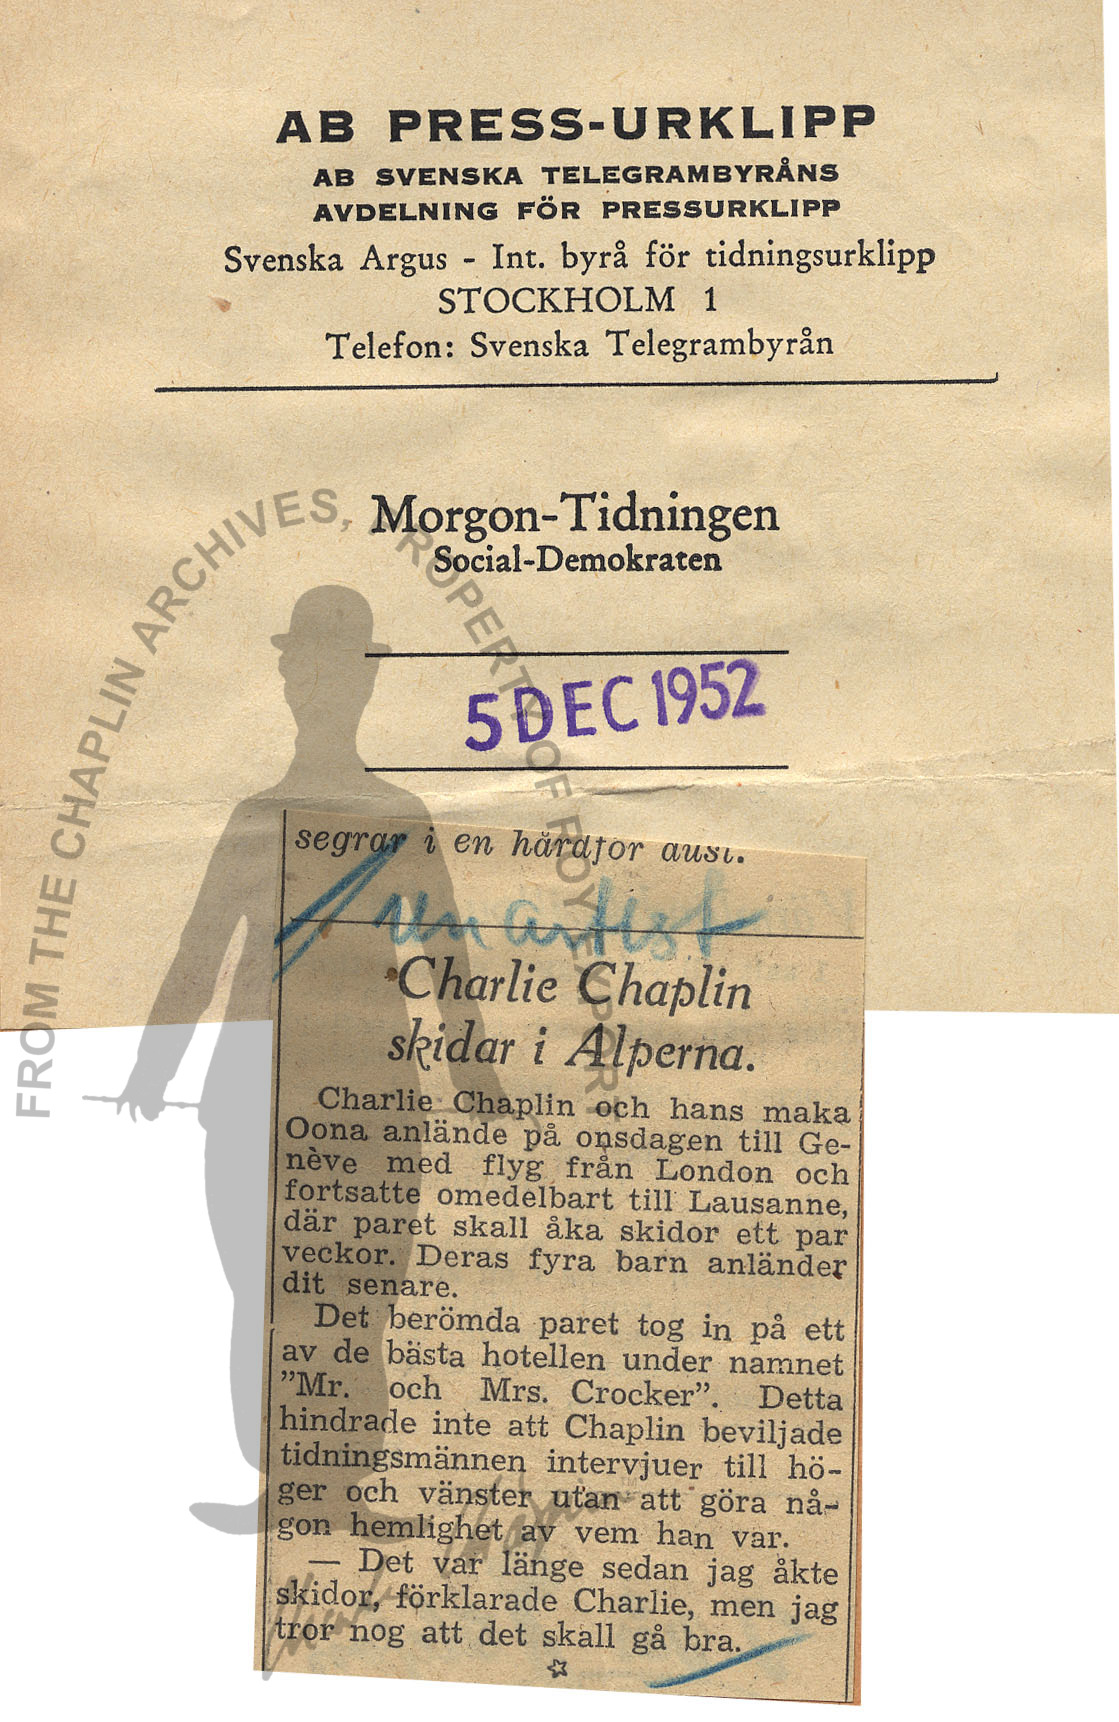 AB PRESS-URKLIPP
AB SVENSKA TELEGRAMBYRÅNS
AVDELNING FÖR PRESSURKLIPP
Svenska Argus - Int. byrå för tidningsurklipp
STOCKHOLM 1
Telefon: Svenska Telegrambyrån
Morgon-Tidningen
Social-Demokraten
FROM THE CHAPLIN ARCHIVES, PROPERTY OF ROY EXPORT
5 DEC 1952
segrar i en hårdför dust.
Charlie Chaplin
skidar i Alperna.
Charlie Chaplin och hans maka
Oona anlände på onsdagen till Ge-
nève med flyg från London och
fortsatte omedelbart till Lausanne,
där paret skall åka skidor ett par
veckor. Deras fyra barn anländer
dit senare.
Det berömda paret tog in på ett
av de bästa hotellen under namnet
”Mr. och Mrs. Crocker”. Detta
hindrade inte att Chaplin beviljade
tidningsmännen intervjuer till hö-
ger och vänster utan att göra nå-
gon hemlighet av vem han var.
— Det var länge sedan jag åkte
skidor, förklarade Charlie, men jag
tror nog att det skall gå bra.